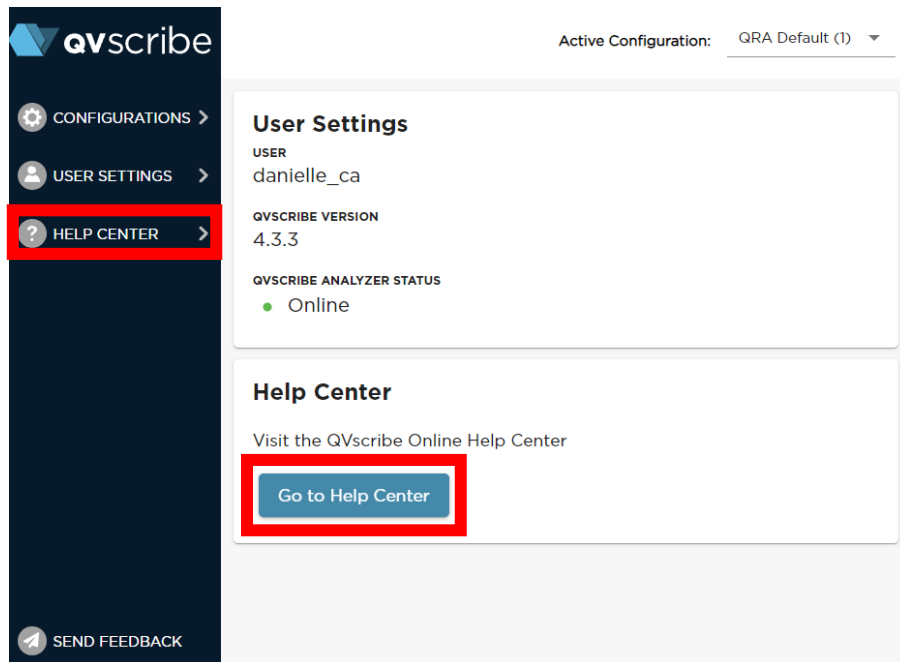 qvscribe
Active Configuration: QRA Default (1)
CONFIGURATIONS
USER SETTINGS
? HELP CENTER
SEND FEEDBACK
User Settings
USER
danielle_ca
QVSCRIBE VERSION
4.3.3
QVSCRIBE ANALYZER STATUS
Online
Help Center
Visit the QVscribe Online Help Center
Go to Help Center